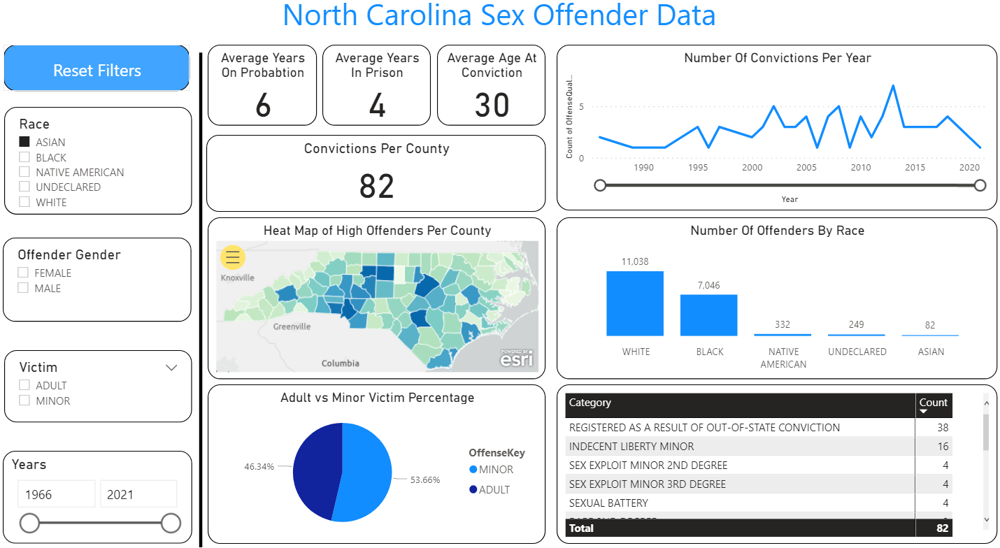 North Carolina Sex Offender Data
Reset Filters
Race
ASIAN
BLACK
NATIVE AMERICAN
UNDECLARED
WHITE
Offender Gender
FEMALE
MALE
Victim
ADULT
MINOR
Years
1966
2021
Average Years
On Probabtion
6
Average Years
In Prison
4
Average Age At
Conviction
30
Convictions Per County
82
Heat Map of High Offenders Per County
Knoxville
Greenville
Columbia
POWERED BY
esri
Adult vs Minor Victim Percentage
46.34%
53.66%
OffenseKey
MINOR
ADULT
Number Of Convictions Per Year
Count of OffenseQual...
5
0
1990 1995 2000 2005 2010 2015 2020
Year
Number Of Offenders By Race
11,038
7,046
332
249
82
WHITE BLACK NATIVE AMERICAN UNDECLARED ASIAN
Category Count
REGISTERED AS A RESULT OF OUT-OF-STATE CONVICTION 38
INDECENT LIBERTY MINOR 16
SEX EXPLOIT MINOR 2ND DEGREE 4
SEX EXPLOIT MINOR 3RD DEGREE 4
SEXUAL BATTERY 4
Total 82